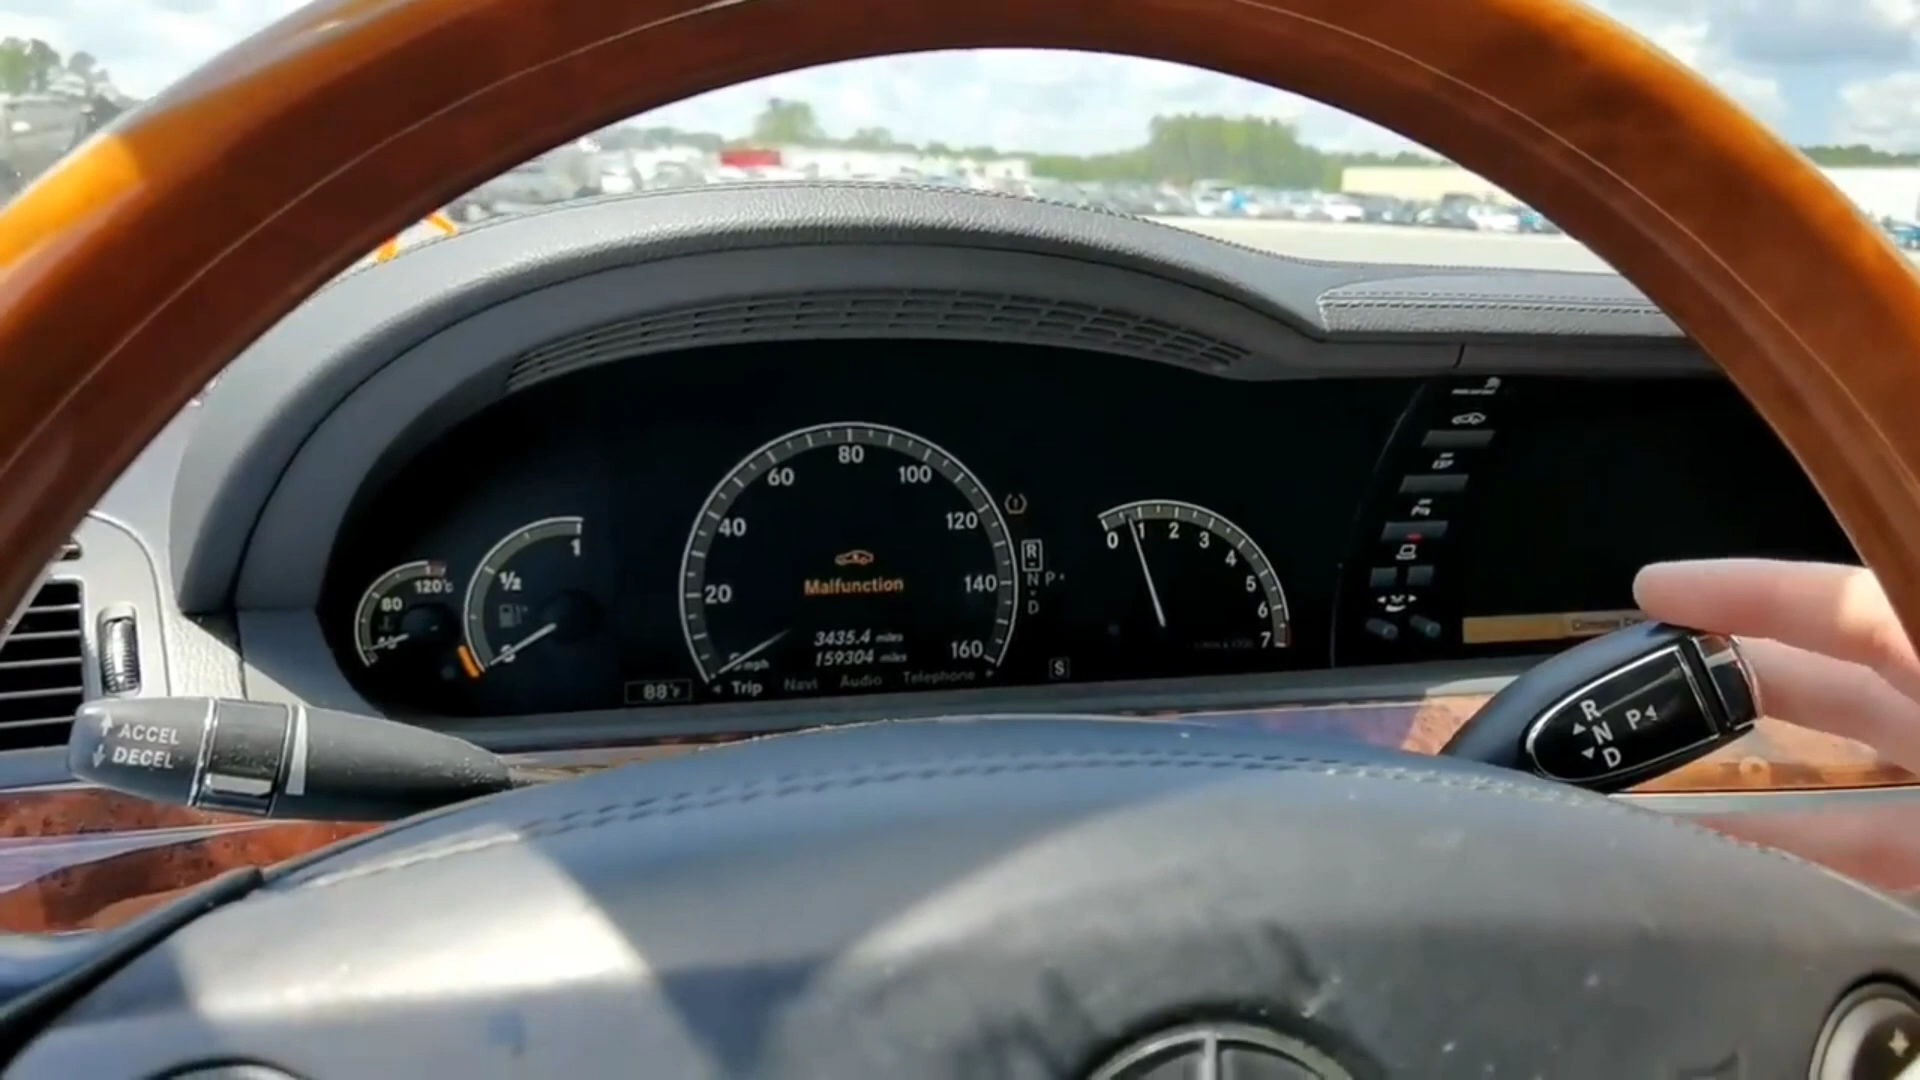 80
60
100
40
120
20
140
160
Malfunction
3435.4 miles
159304 miles
mph
Trip Navi Audio Telephone
88°F
120°C
80
1
1/2
R
N P
D
S
0 1 2 3 4 5 6 7
ESP
ACCEL
DECEL
R
N P
D